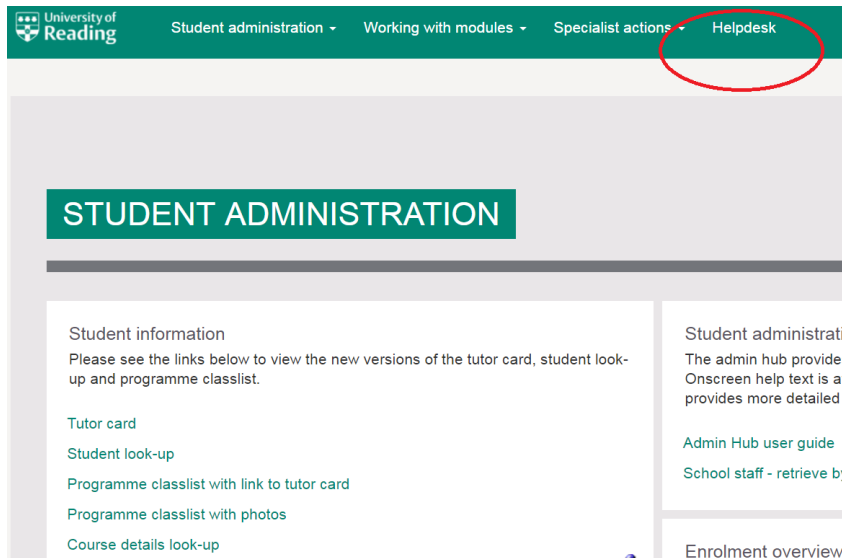 University of
Reading
Student administration
Working with modules
Specialist actions
Helpdesk
STUDENT ADMINISTRATION
Student information
Please see the links below to view the new versions of the tutor card, student look-
up and programme classlist.
Tutor card
Student look-up
Programme classlist with link to tutor card
Programme classlist with photos
Course details look-up
Student administrati
The admin hub provide
Onscreen help text is a
provides more detailed
Admin Hub user guide
School staff - retrieve by
Enrolment overview